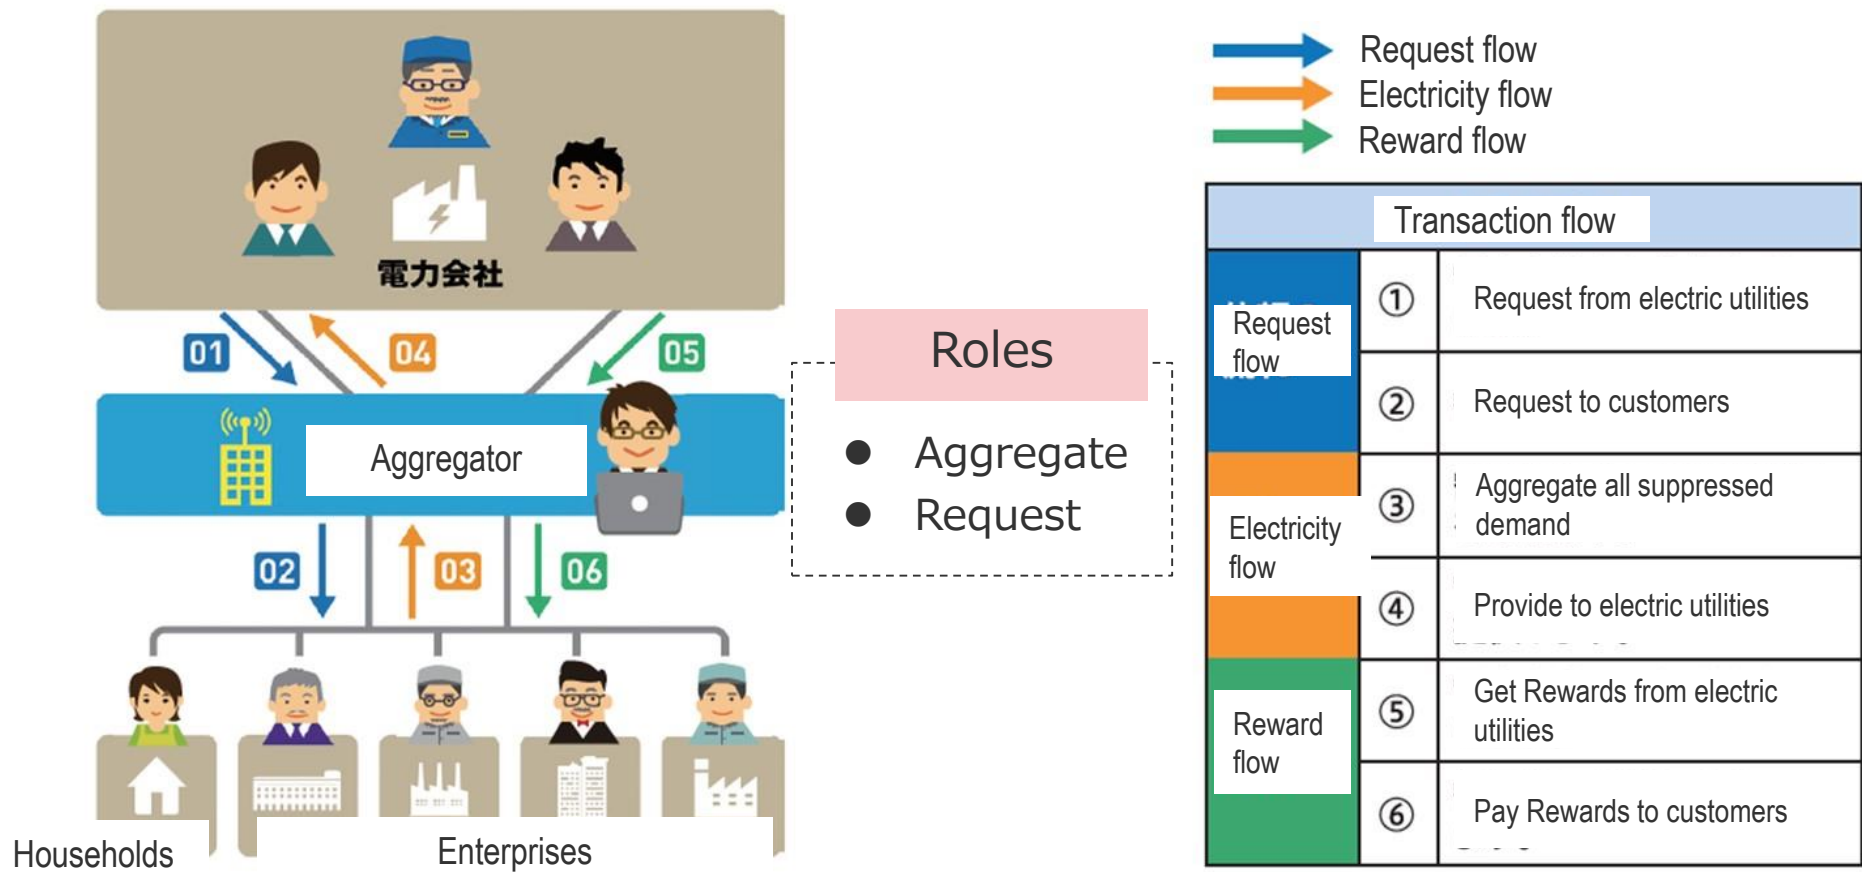 Request flow
Electricity flow
Reward flow
電力会社
01
04
05
Aggregator
02
03
06
Households
Enterprises
Roles
● Aggregate
● Request
Transaction flow
Request
flow
① Request from electric utilities
② Request to customers
Electricity
flow
③ Aggregate all suppressed
demand
④ Provide to electric utilities
Reward
flow
⑤ Get Rewards from electric
utilities
⑥ Pay Rewards to customers